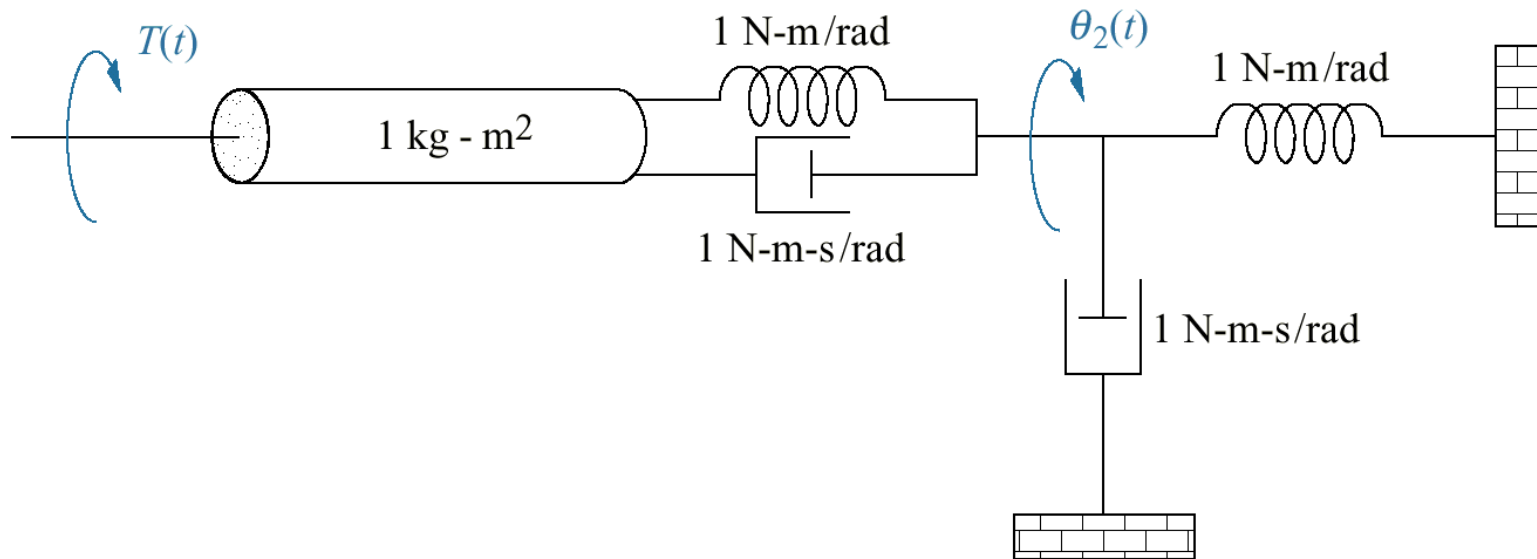 T(t)
1 kg - m²
1 N-m/rad
1 N-m-s/rad
θ₂(t)
1 N-m/rad
1 N-m-s/rad